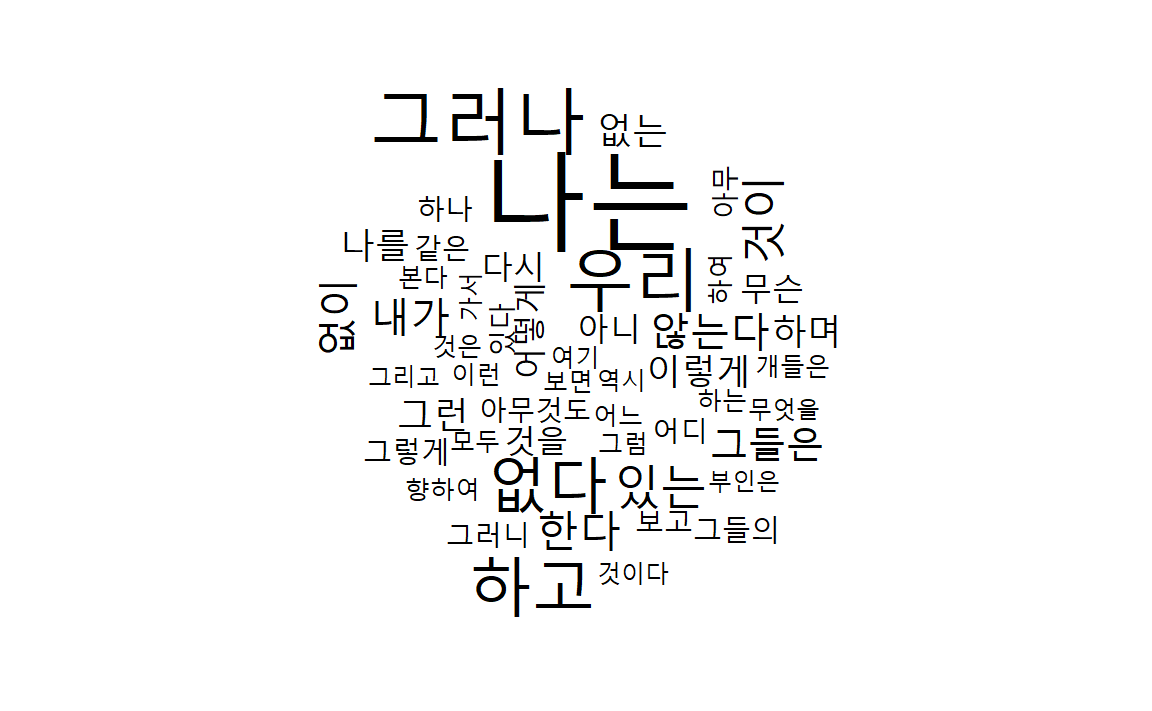 그러나 없는
나는
아무
것이
하나
나를 같은
다시
우리
하여
무슨
본다
가서
없이
내가
있다
어떻게
아니 않는다 하며
것은
여기
그리고 이런
보면 역시
이렇게 개들은
하는 무엇을
그런 아무것도 어느
어디
그렇게 모두 것을 그럼 그들은
향하여 없다 있는 부인은
그러니 한다 보고 그들의
하고 것이다